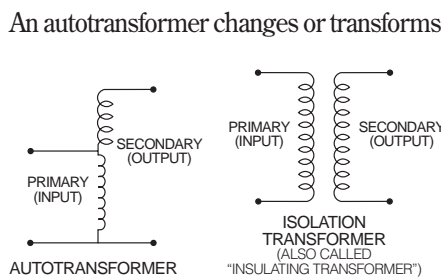 An autotransformer changes or transforms
SECONDARY
(OUTPUT)
PRIMARY
(INPUT)
AUTOTRANSFORMER
PRIMARY
(INPUT)
SECONDARY
(OUTPUT)
ISOLATION
TRANSFORMER
(ALSO CALLED
“INSULATING TRANSFORMER”)